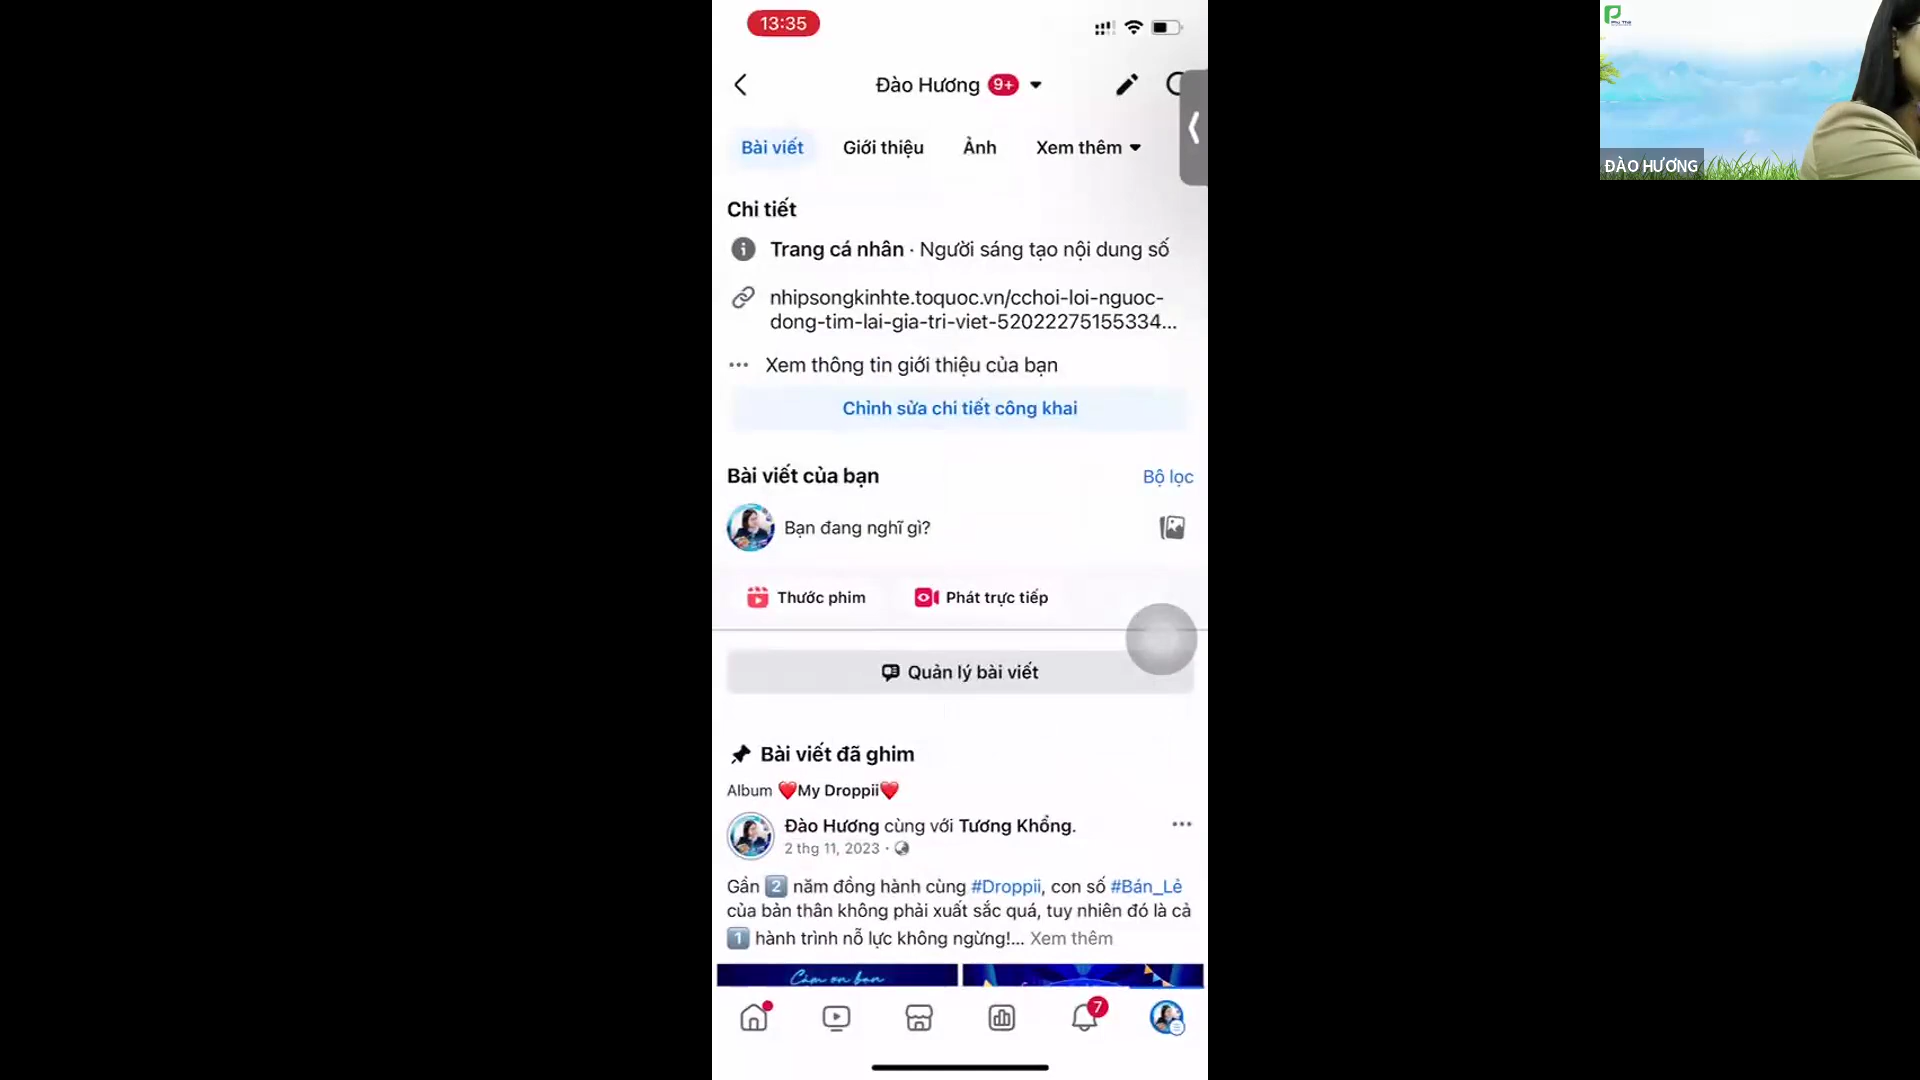 13:35
Đào Hương 9+
Bài viết Giới thiệu Ảnh Xem thêm
Chi tiết
Trang cá nhân · Người sáng tạo nội dung số
nhipsongkinhte.toquoc.vn/cchoi-loi-nguoc-
dong-tim-lai-gia-tri-viet-52022275155334...
Xem thông tin giới thiệu của bạn
Chỉnh sửa chi tiết công khai
Bài viết của bạn Bộ lọc
Bạn đang nghĩ gì?
Thước phim Phát trực tiếp
Quản lý bài viết
Bài viết đã ghim
Album ❤️My Droppii❤️
Đào Hương cùng với Tương Khổng.
2 thg 11, 2023 ·
Gần 2️⃣ năm đồng hành cùng #Droppii, con số #Bán_Lẻ
của bản thân không phải xuất sắc quá, tuy nhiên đó là cả
1️⃣ hành trình nỗ lực không ngừng!... Xem thêm
Cảm ơn bạn
7
ĐÀO HƯƠNG